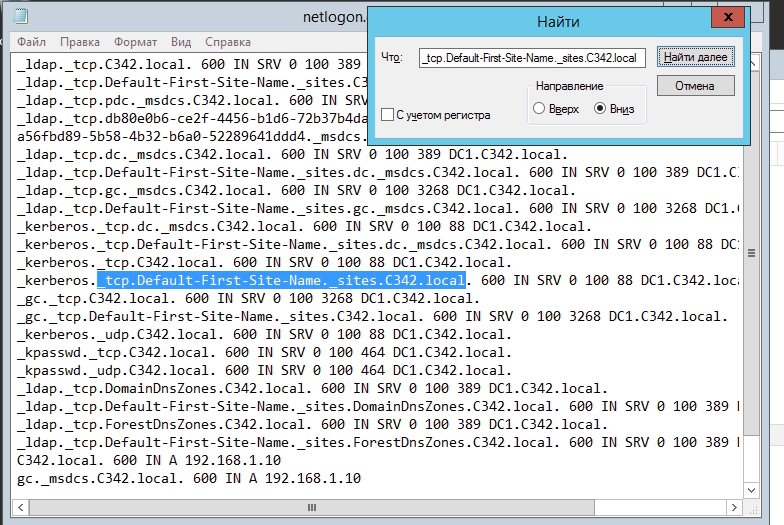 netlogon.
Файл Правка Формат Вид Справка
Найти
x
Что:
_tcp.Default-First-Site-Name._sites.C342.local
Найти далее
Отмена
Направление
С учетом регистра
Вверх
Вниз
_ldap._tcp.C342.local. 600 IN SRV 0 100 389
_ldap._tcp.Default-First-Site-Name._sites.C
_ldap._tcp.pdc._msdcs.C342.local. 600 IN SR
_ldap._tcp.db80e0b6-ce2f-4456-b1d6-72b37b4da
a56fbd89-5b58-4b32-b6a0-52289641ddd4._msdcs.
_ldap._tcp.dc._msdcs.C342.local. 600 IN SRV 0 100 389 DC1.C342.local.
_ldap._tcp.Default-First-Site-Name._sites.dc._msdcs.C342.local. 600 IN SRV 0 100 389 DC1.C
_ldap._tcp.gc._msdcs.C342.local. 600 IN SRV 0 100 3268 DC1.C342.local.
_ldap._tcp.Default-First-Site-Name._sites.gc._msdcs.C342.local. 600 IN SRV 0 100 3268 DC1.
_kerberos._tcp.dc._msdcs.C342.local. 600 IN SRV 0 100 88 DC1.C342.local.
_kerberos._tcp.Default-First-Site-Name._sites.dc._msdcs.C342.local. 600 IN SRV 0 100 88 DC
_kerberos._tcp.C342.local. 600 IN SRV 0 100 88 DC1.C342.local.
_kerberos._tcp.Default-First-Site-Name._sites.C342.local. 600 IN SRV 0 100 88 DC1.C342.loc
_gc._tcp.C342.local. 600 IN SRV 0 100 3268 DC1.C342.local.
_gc._tcp.Default-First-Site-Name._sites.C342.local. 600 IN SRV 0 100 3268 DC1.C342.local.
_kerberos._udp.C342.local. 600 IN SRV 0 100 88 DC1.C342.local.
_kpasswd._tcp.C342.local. 600 IN SRV 0 100 464 DC1.C342.local.
_kpasswd._udp.C342.local. 600 IN SRV 0 100 464 DC1.C342.local.
_ldap._tcp.DomainDnsZones.C342.local. 600 IN SRV 0 100 389 DC1.C342.local.
_ldap._tcp.Default-First-Site-Name._sites.DomainDnsZones.C342.local. 600 IN SRV 0 100 389
_ldap._tcp.ForestDnsZones.C342.local. 600 IN SRV 0 100 389 DC1.C342.local.
_ldap._tcp.Default-First-Site-Name._sites.ForestDnsZones.C342.local. 600 IN SRV 0 100 389
C342.local. 600 IN A 192.168.1.10
gc._msdcs.C342.local. 600 IN A 192.168.1.10